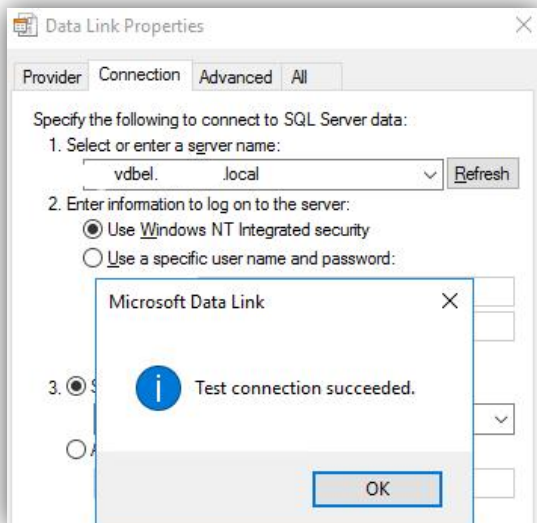 Data Link Properties
Provider Connection Advanced All
Specify the following to connect to SQL Server data:
1. Select or enter a server name:
vdbel. .local Refresh
2. Enter information to log on to the server:
Use Windows NT Integrated security
Use a specific user name and password:
Microsoft Data Link
3. S
Test connection succeeded.
OK